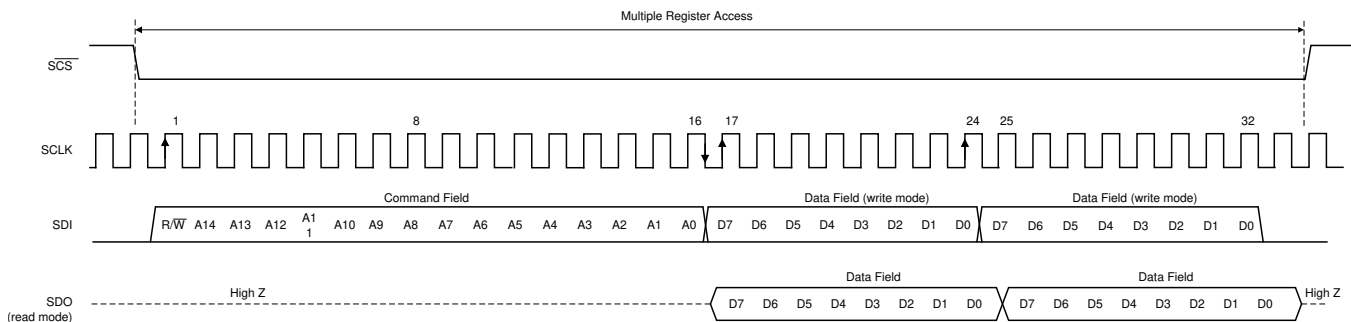 Multiple Register Access
SCS
1 8 16 17 24 25 32
SCLK
Command Field Data Field (write mode) Data Field (write mode)
SDI R/W A14 A13 A12 A1 1 A10 A9 A8 A7 A6 A5 A4 A3 A2 A1 A0 D7 D6 D5 D4 D3 D2 D1 D0 D7 D6 D5 D4 D3 D2 D1 D0
Data Field Data Field
High Z High Z
SDO D7 D6 D5 D4 D3 D2 D1 D0 D7 D6 D5 D4 D3 D2 D1 D0
(read mode)